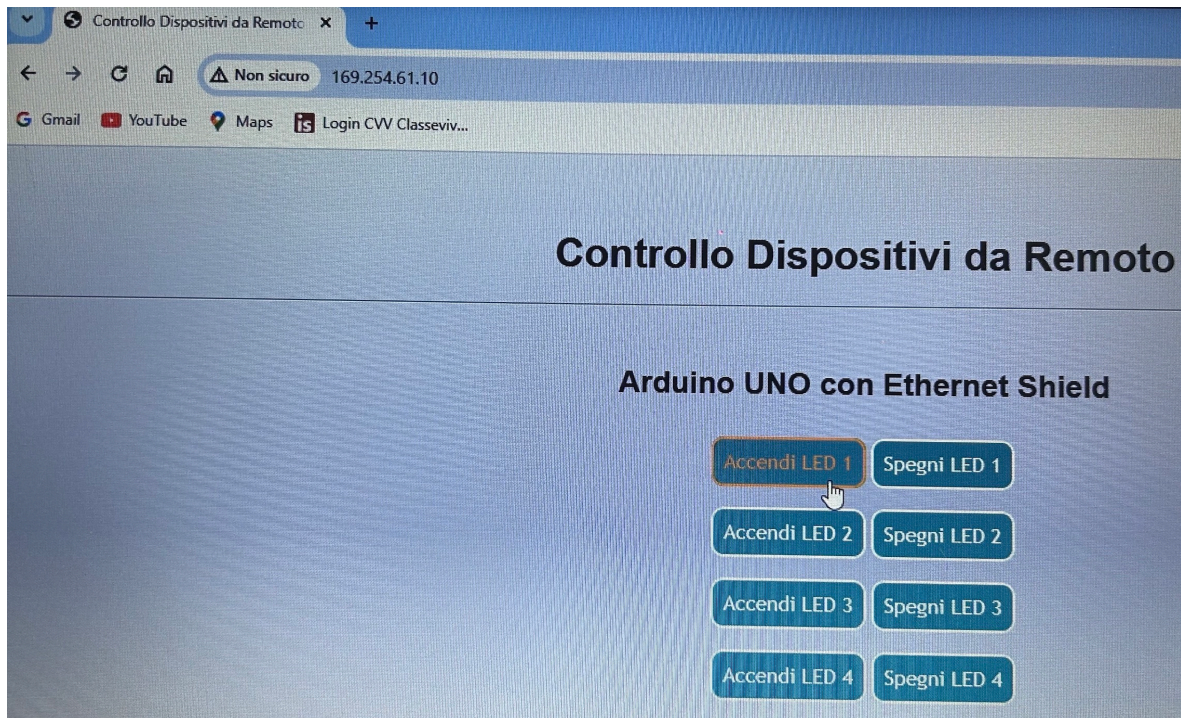 Controllo Dispositivi da Remoto
Non sicuro 169.254.61.10
Gmail YouTube Maps Login CVV Classeviv...
Controllo Dispositivi da Remoto
Arduino UNO con Ethernet Shield
Accendi LED 1 Spegni LED 1
Accendi LED 2 Spegni LED 2
Accendi LED 3 Spegni LED 3
Accendi LED 4 Spegni LED 4